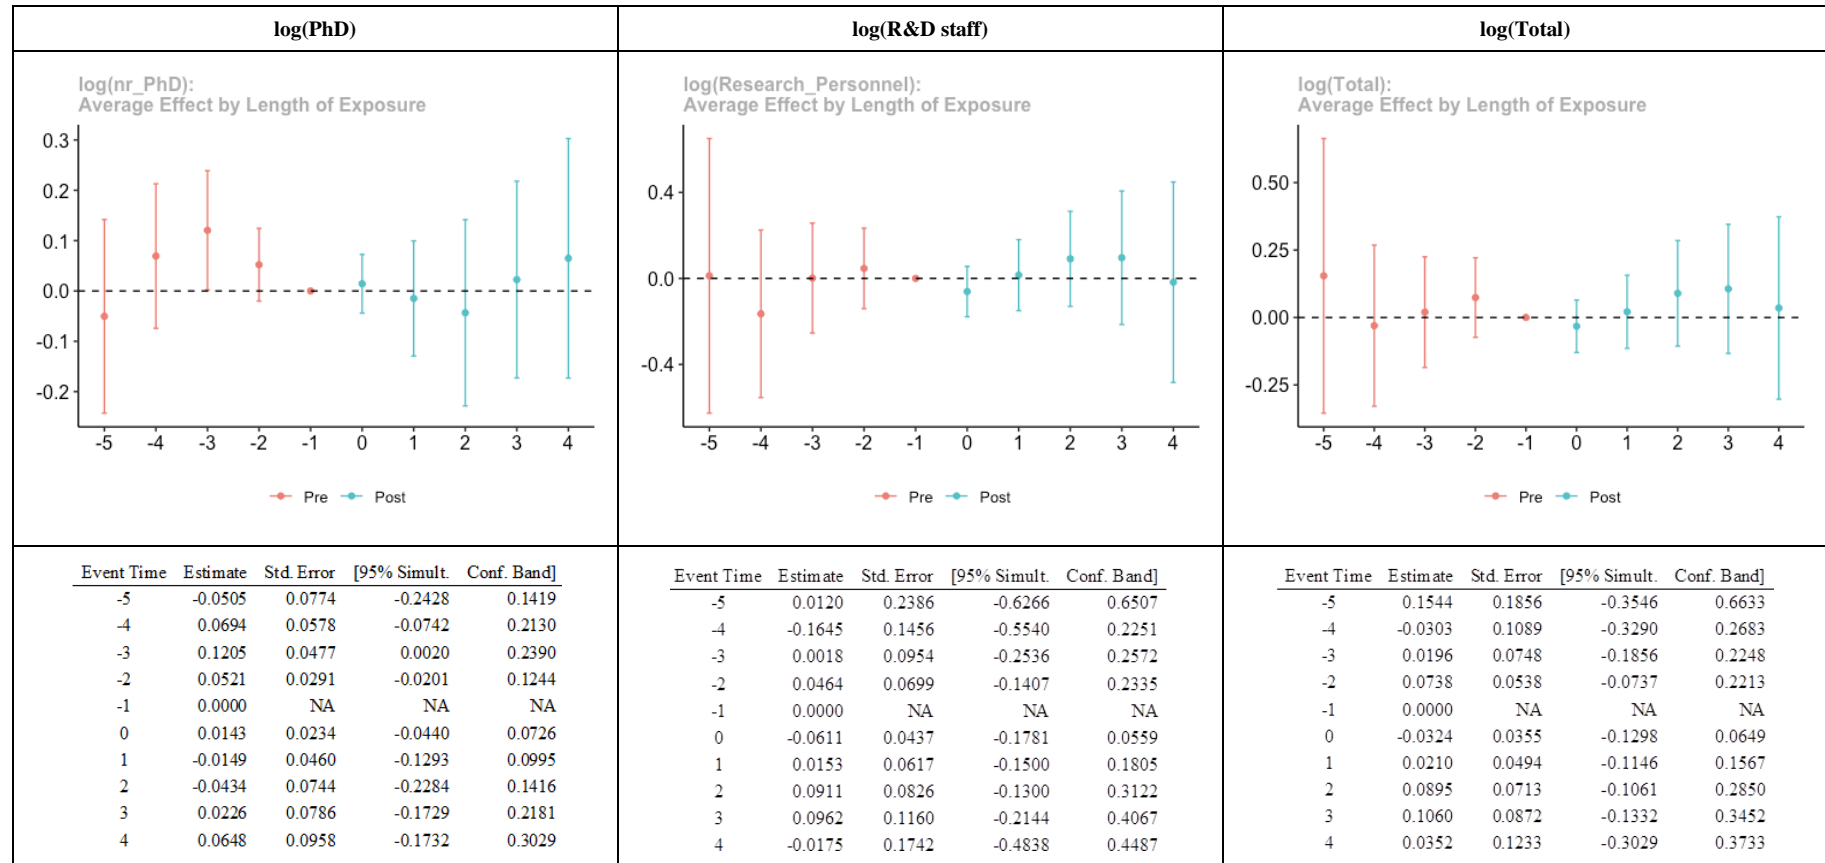 log(PhD)
log(R&D staff)
log(Total)
log(nr_PhD):
Average Effect by Length of Exposure
0.3
0.2
0.1
0.0
-0.1
-0.2
-5 -4 -3 -2 -1 0 1 2 3 4
Pre Post
log(Research_Personnel):
Average Effect by Length of Exposure
0.4
0.0
-0.4
-5 -4 -3 -2 -1 0 1 2 3 4
Pre Post
log(Total):
Average Effect by Length of Exposure
0.50
0.25
0.00
-0.25
-5 -4 -3 -2 -1 0 1 2 3 4
Pre Post
Event Time Estimate Std. Error [95% Simult. Conf. Band]
-5 -0.0505 0.0774 -0.2428 0.1419
-4 0.0694 0.0578 -0.0742 0.2130
-3 0.1205 0.0477 0.0020 0.2390
-2 0.0521 0.0291 -0.0201 0.1244
-1 0.0000 NA NA NA
0 0.0143 0.0234 -0.0440 0.0726
1 -0.0149 0.0460 -0.1293 0.0995
2 -0.0434 0.0744 -0.2284 0.1416
3 0.0226 0.0786 -0.1729 0.2181
4 0.0648 0.0958 -0.1732 0.3029
Event Time Estimate Std. Error [95% Simult. Conf. Band]
-5 0.0120 0.2386 -0.6266 0.6507
-4 -0.1645 0.1456 -0.5540 0.2251
-3 0.0018 0.0954 -0.2536 0.2572
-2 0.0464 0.0699 -0.1407 0.2335
-1 0.0000 NA NA NA
0 -0.0611 0.0437 -0.1781 0.0559
1 0.0153 0.0617 -0.1500 0.1805
2 0.0911 0.0826 -0.1300 0.3122
3 0.0962 0.1160 -0.2144 0.4067
4 -0.0175 0.1742 -0.4838 0.4487
Event Time Estimate Std. Error [95% Simult. Conf. Band]
-5 0.1544 0.1856 -0.3546 0.6633
-4 -0.0303 0.1089 -0.3290 0.2683
-3 0.0196 0.0748 -0.1856 0.2248
-2 0.0738 0.0538 -0.0737 0.2213
-1 0.0000 NA NA NA
0 -0.0324 0.0355 -0.1298 0.0649
1 0.0210 0.0494 -0.1146 0.1567
2 0.0895 0.0713 -0.1061 0.2850
3 0.1060 0.0872 -0.1332 0.3452
4 0.0352 0.1233 -0.3029 0.3733